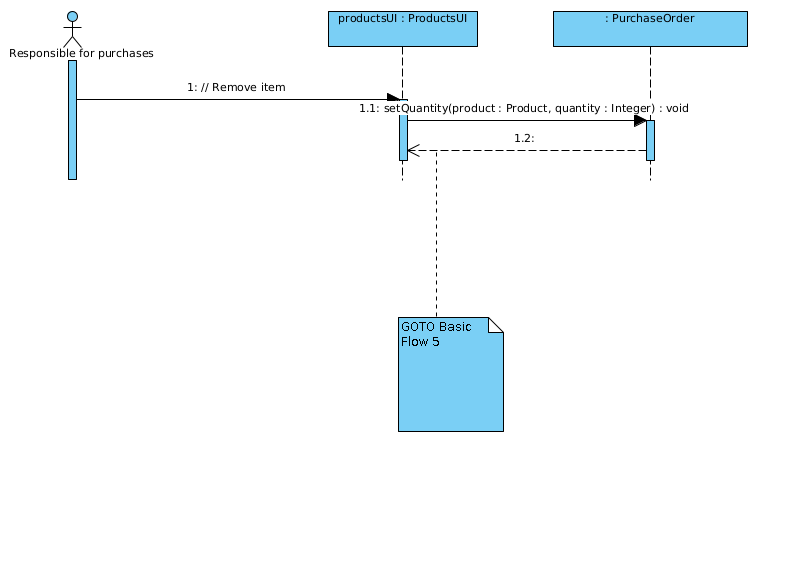 productsUI : ProductsUI
: PurchaseOrder
Responsible for purchases
1: // Remove item
1.1: setQuantity(product : Product, quantity : Integer) : void
1.2:
GOTO Basic
Flow 5